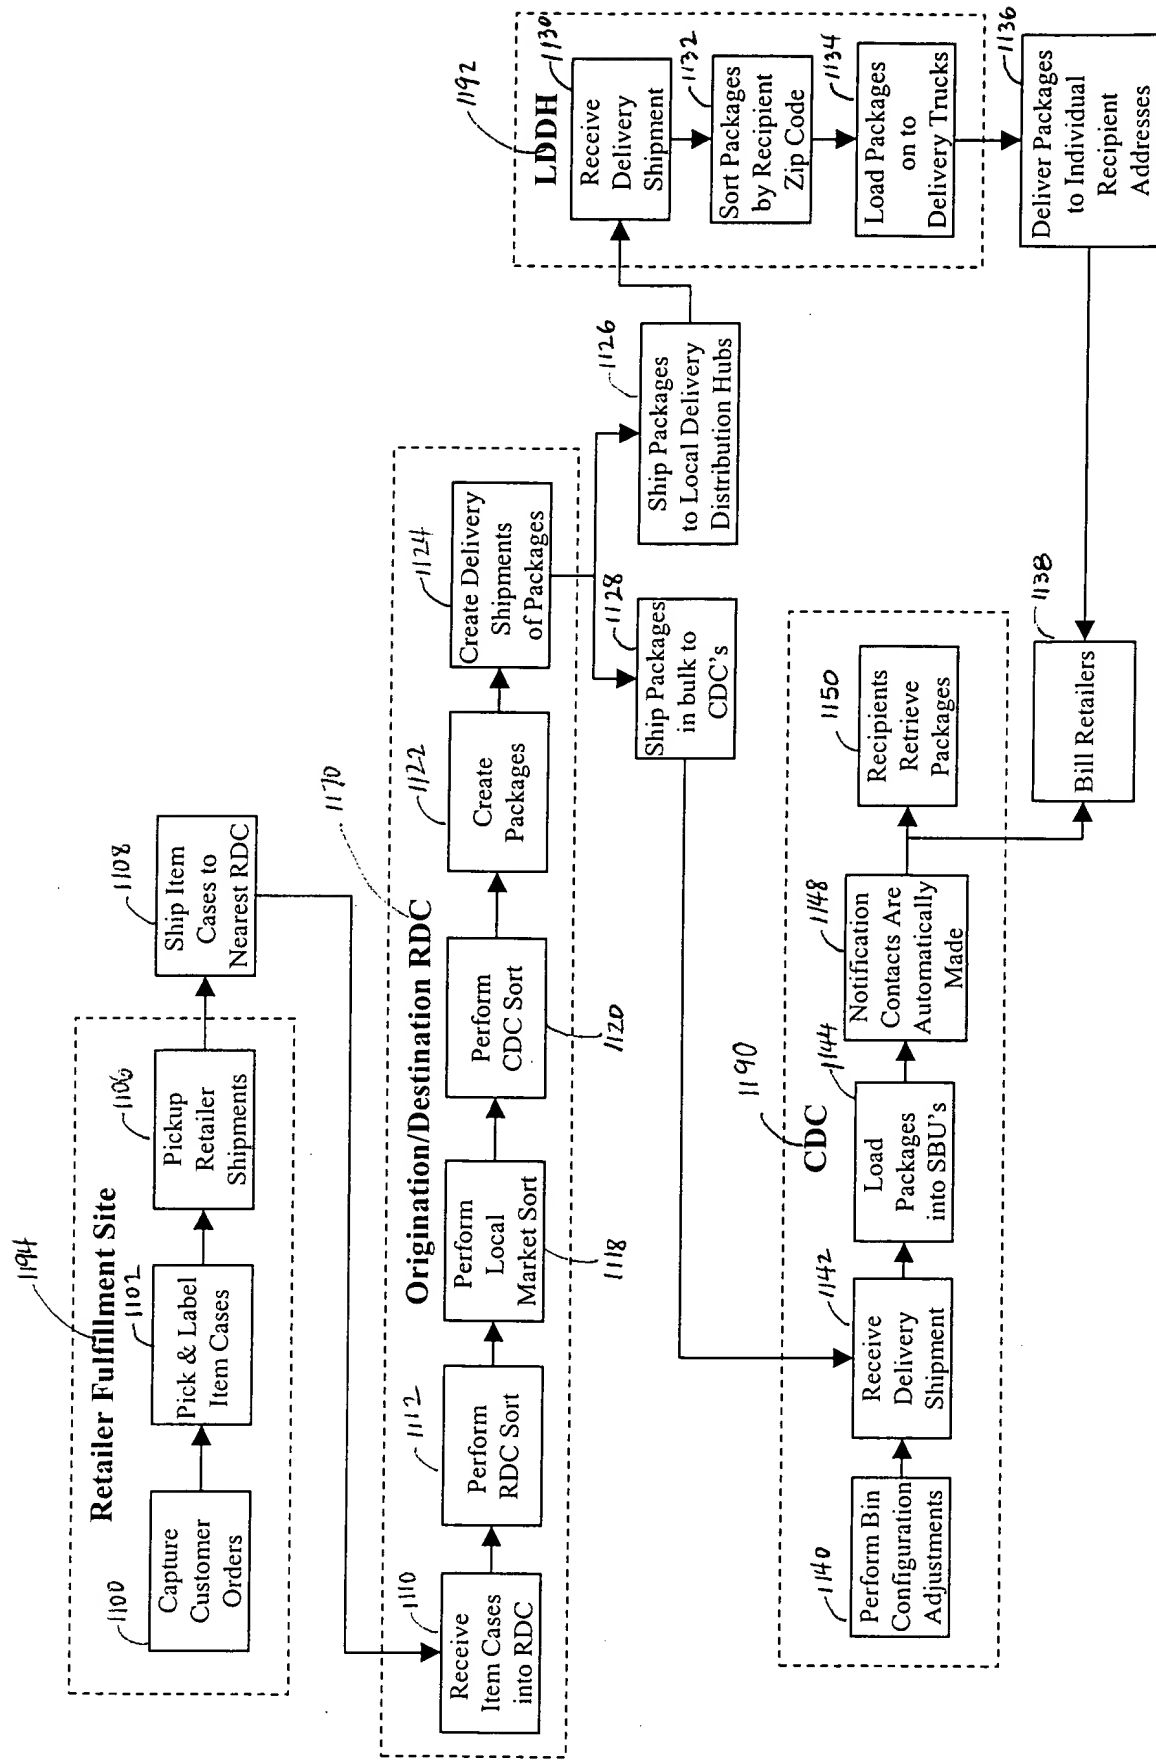 1194
Retailer Fulfillment Site
1100
Capture
Customer
Orders
1102
Pick & Label
Item Cases
1106
Pickup
Retailer
Shipments
1108
Ship Item
Cases to
Nearest RDC
Origination/Destination RDC
1170
1110
Receive
Item Cases
into RDC
1112
Perform
RDC Sort
Perform
Local
Market Sort
1118
Perform
CDC Sort
1120
1122
Create
Packages
1124
Create Delivery
Shipments
of Packages
1128
Ship Packages
in bulk to
CDC's
1126
Ship Packages
to Local Delivery
Distribution Hubs
1192
LDDH
1130
Receive
Delivery
Shipment
1132
Sort Packages
by Recipient
Zip Code
1134
Load Packages
on to
Delivery Trucks
1136
Deliver Packages
to Individual
Recipient
Addresses
1190
CDC
1140
Perform Bin
Configuration
Adjustments
1142
Receive
Delivery
Shipment
1144
Load
Packages
into SBU's
1148
Notification
Contacts Are
Automatically
Made
1150
Recipients
Retrieve
Packages
1138
Bill Retailers